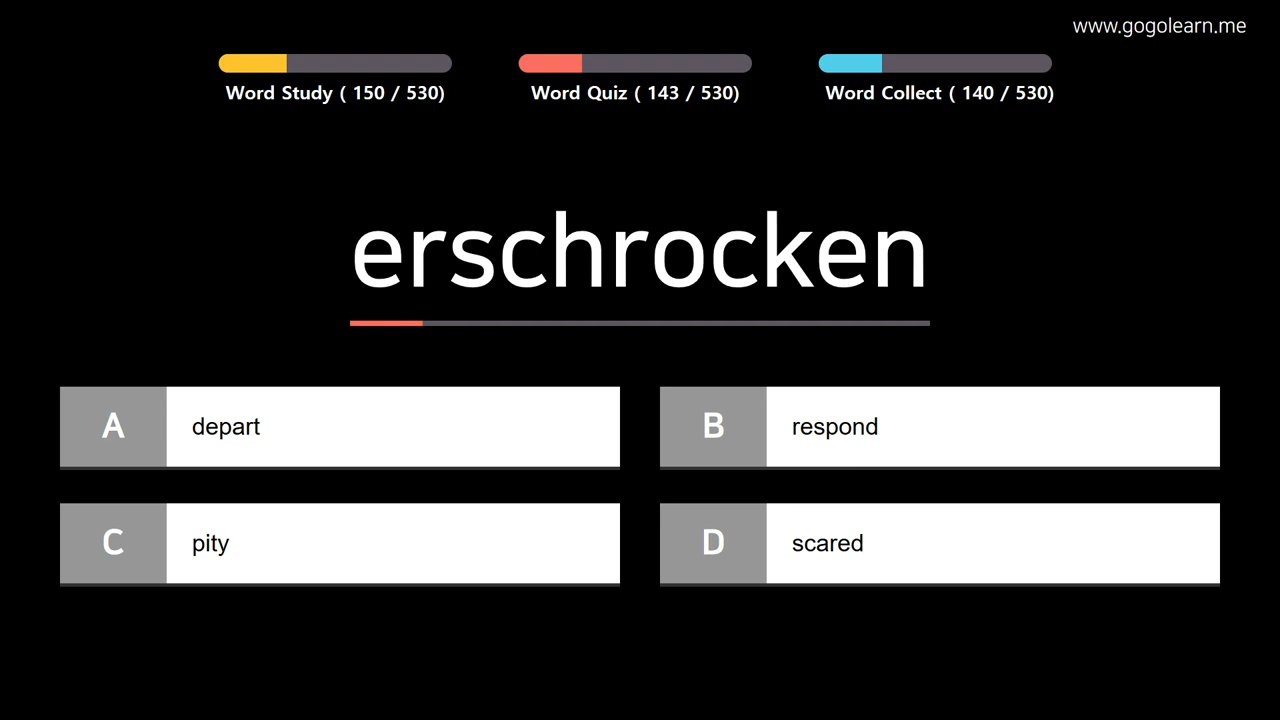 www.gogolearn.me
Word Study ( 150 / 530)
Word Quiz ( 143 / 530)
Word Collect ( 140 / 530)
erschrocken
A depart
B respond
C pity
D scared